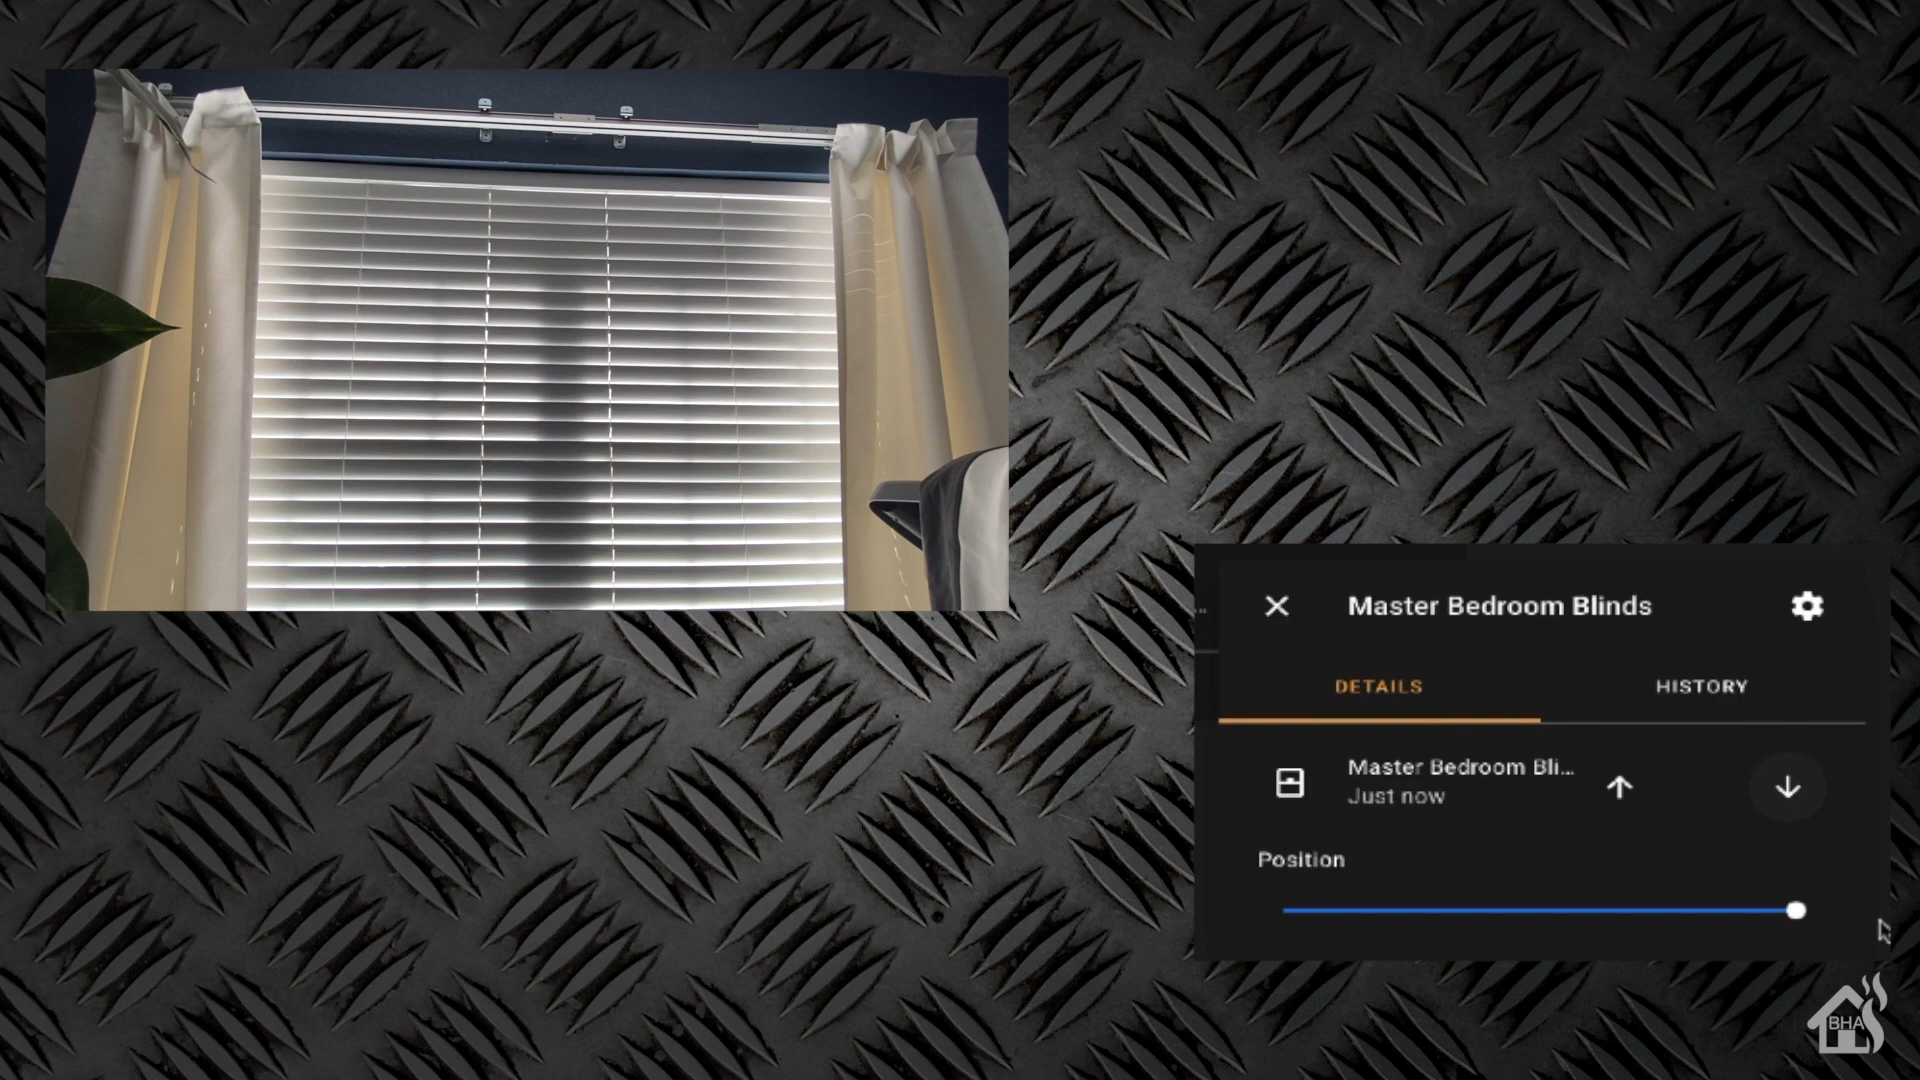 Master Bedroom Blinds
DETAILS
HISTORY
Master Bedroom Bli...
Just now
Position
BHA